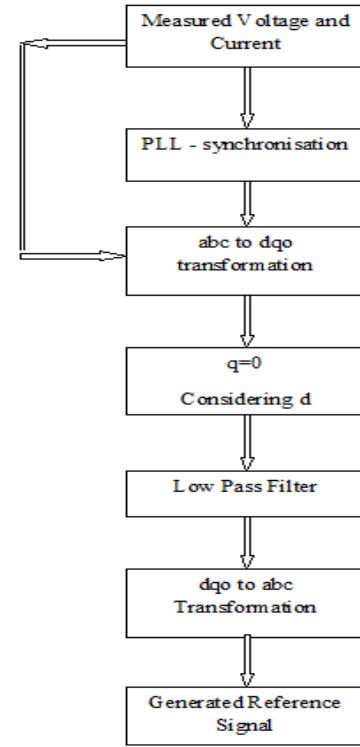 Measured Voltage and
Current
PLL - synchronisation
abc to dqo
transformation
q=0
Considering d
Low Pass Filter
dqo to abc
Transformation
Generated Reference
Signal